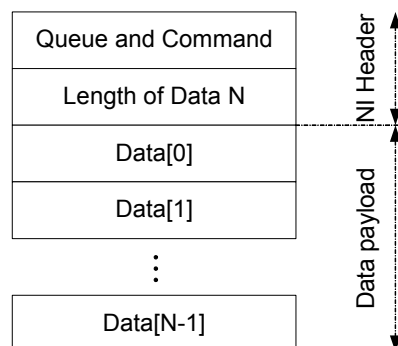 Queue and Command
Length of Data N
Data[0]
Data[1]
⋮
Data[N-1]
NI Header
Data payload